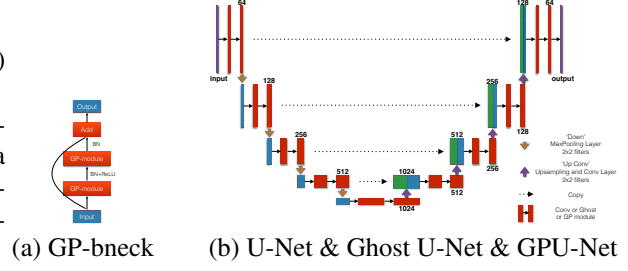 )
-
a
-
-
Output
Add
BN
GP-module
BN+ReLU
GP-module
Input
(a) GP-bneck
64
input
128
256
512
1024
1024
512
512
256
256
128
128
64
output
'Down'
MaxPooling Layer
2x2 filters
'Up Conv'
Upsampling and Conv Layer
2x2 filters
Copy
Conv or Ghost
or GP module
(b) U-Net & Ghost U-Net & GPU-Net